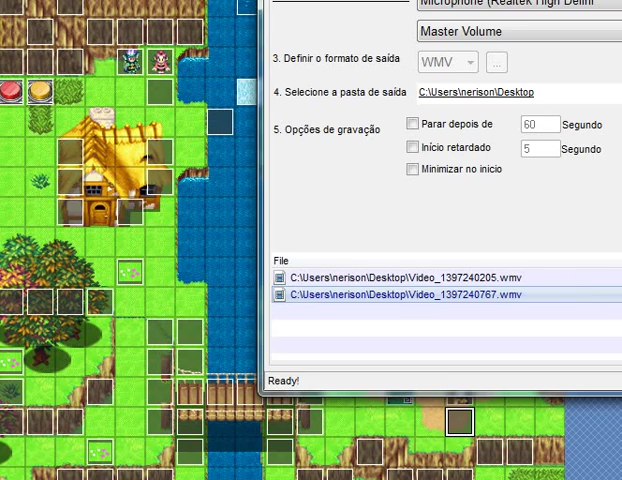 Microphone (Realtek High Defini
Master Volume
3. Definir o formato de saída
WMV
...
4. Selecione a pasta de saída
C:\Users\nerison\Desktop
5. Opções de gravação
Parar depois de 60 Segundo
Início retardado 5 Segundo
Minimizar no inicio
File
C:\Users\nerison\Desktop\Video_1397240205.wmv
C:\Users\nerison\Desktop\Video_1397240767.wmv
Ready!